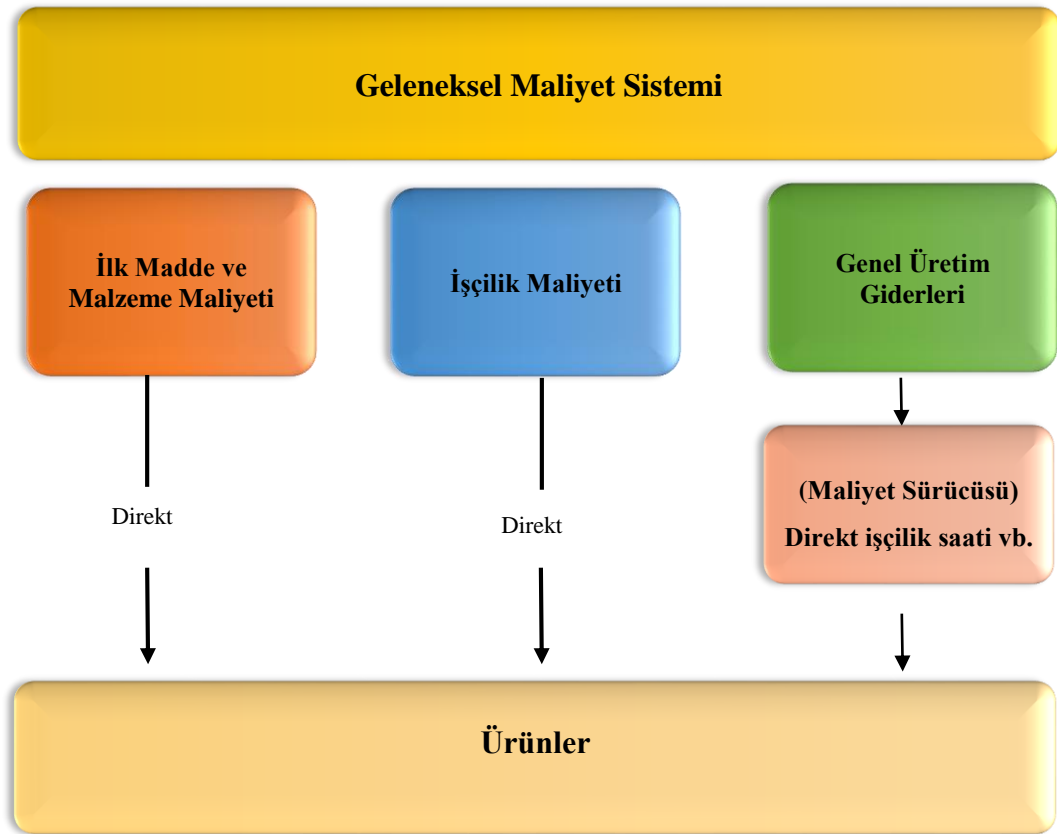 Geleneksel Maliyet Sistemi
İlk Madde ve
Malzeme Maliyeti
İşçilik Maliyeti
Genel Üretim
Giderleri
(Maliyet Sürücüsü)
Direkt işçilik saati vb.
Direkt
Direkt
Ürünler